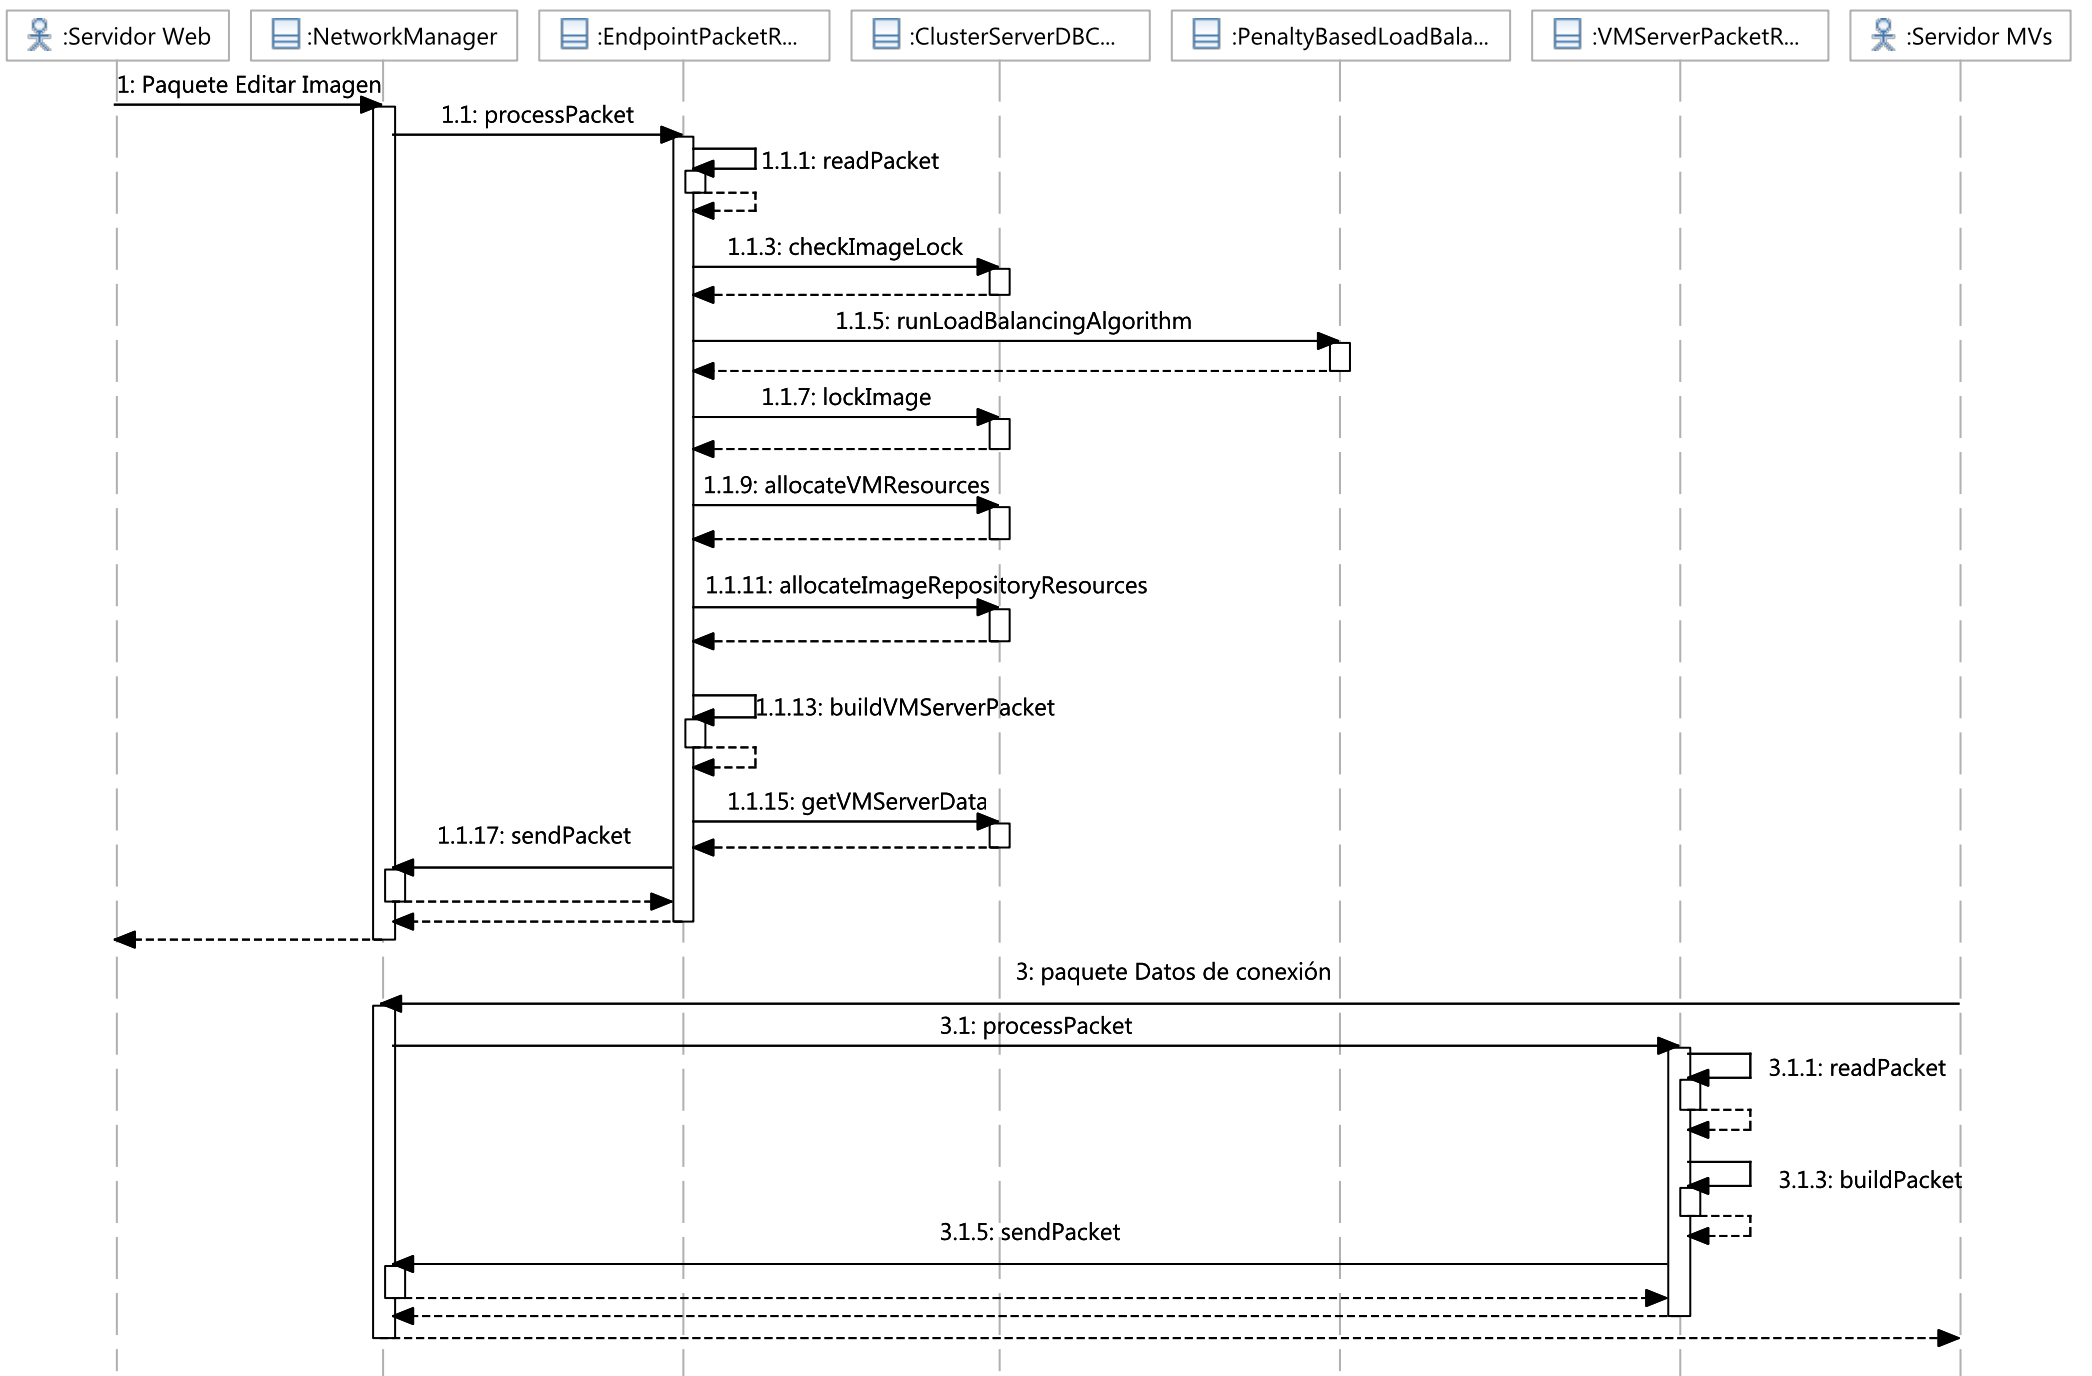 :Servidor Web
:NetworkManager
:EndpointPacketR...
:ClusterServerDBC...
:PenaltyBasedLoadBala...
:VMServerPacketR...
:Servidor MVs
1: Paquete Editar Imagen
1.1: processPacket
1.1.1: readPacket
1.1.3: checkImageLock
1.1.5: runLoadBalancingAlgorithm
1.1.7: lockImage
1.1.9: allocateVMResources
1.1.11: allocateImageRepositoryResources
1.1.13: buildVMServerPacket
1.1.15: getVMServerData
1.1.17: sendPacket
3: paquete Datos de conexión
3.1: processPacket
3.1.1: readPacket
3.1.3: buildPacket
3.1.5: sendPacket